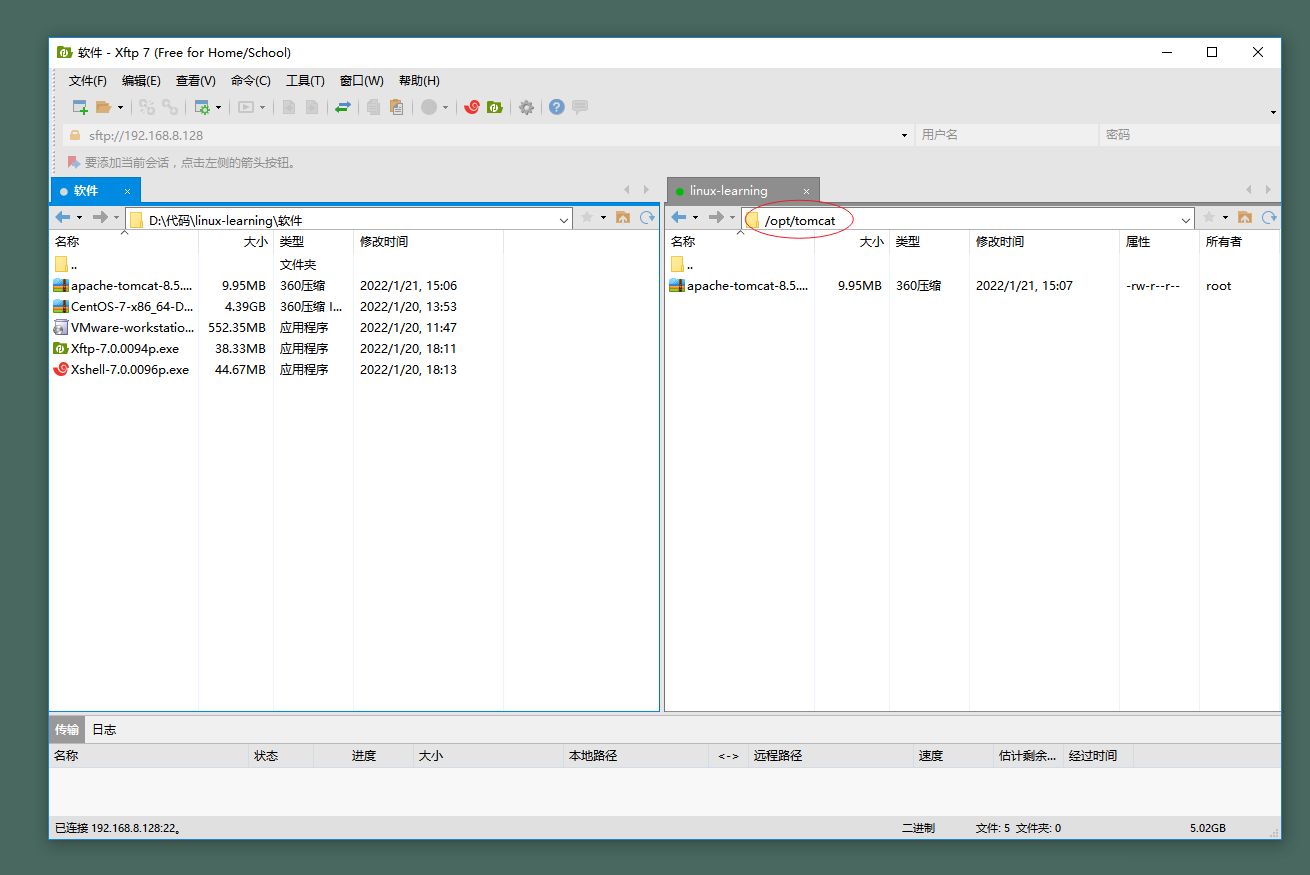 软件 - Xftp 7 (Free for Home/School)
文件(F) 编辑(E) 查看(V) 命令(C) 工具(T) 窗口(W) 帮助(H)
sftp://192.168.8.128 用户名 密码
要添加当前会话，点击左侧的箭头按钮。
软件 × linux-learning ×
D:\代码\linux-learning\软件 /opt/tomcat
名称 大小 类型 修改时间 名称 大小 类型 修改时间 属性 所有者
.. 文件夹 ..
apache-tomcat-8.5.... 9.95MB 360压缩 2022/1/21, 15:06 apache-tomcat-8.5.... 9.95MB 360压缩 2022/1/21, 15:07 -rw-r--r-- root
CentOS-7-x86_64-D... 4.39GB 360压缩 I... 2022/1/20, 13:53
VMware-workstatio... 552.35MB 应用程序 2022/1/20, 11:47
Xftp-7.0.0094p.exe 38.33MB 应用程序 2022/1/20, 18:11
Xshell-7.0.0096p.exe 44.67MB 应用程序 2022/1/20, 18:13
传输 日志
名称 状态 进度 大小 本地路径 <-> 远程路径 速度 估计剩余... 经过时间
已连接 192.168.8.128:22。 二进制 文件: 5 文件夹: 0 5.02GB